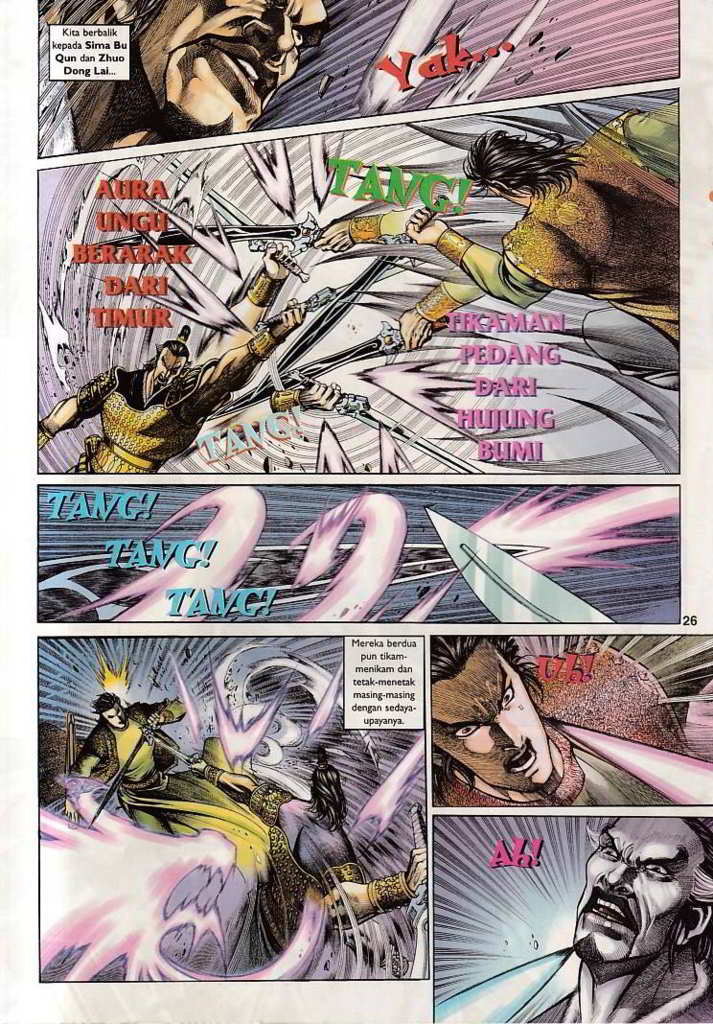 Kita berbalik
kepada Sima Bu
Qun dan Zhuo
Dong Lai...
Yak...
TANG!
AURA
UNGU
BERARAK
DARI
TIMUR
TIKAMAN
PEDANG
DARI
HUJUNG
BUMI
TANG!
TANG!
TANG!
TANG!
26
Mereka berdua
pun tikam-
menikam dan
tetak-menetak
masing-masing
dengan sedaya-
upayanya.
Uh!
Ah!